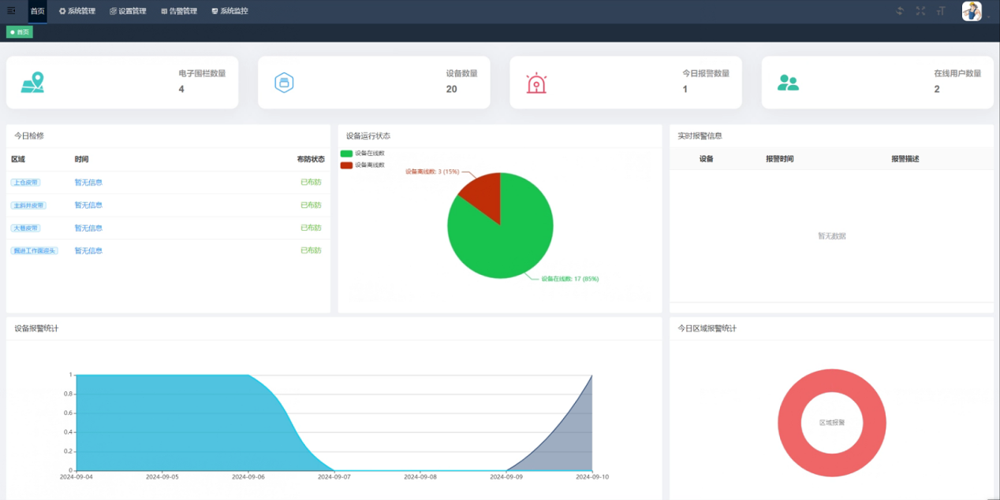 首页 系统管理 设置管理 告警管理 系统监控
首页
电子围栏数量
4
设备数量
20
今日报警数量
1
在线用户数量
2
今日检修
区域 时间 布防状态
上仓皮带 暂无信息 已布防
主斜井皮带 暂无信息 已布防
大巷皮带 暂无信息 已布防
掘进工作面迎头 暂无信息 已布防
设备运行状态
设备在线数
设备离线数
设备离线数: 3 (15%)
设备在线数: 17 (85%)
实时报警信息
设备 报警时间 报警描述
暂无数据
设备报警统计
1
0.8
0.6
0.4
0.2
0
2024-09-04 2024-09-05 2024-09-06 2024-09-07 2024-09-08 2024-09-09 2024-09-10
今日区域报警统计
区域报警